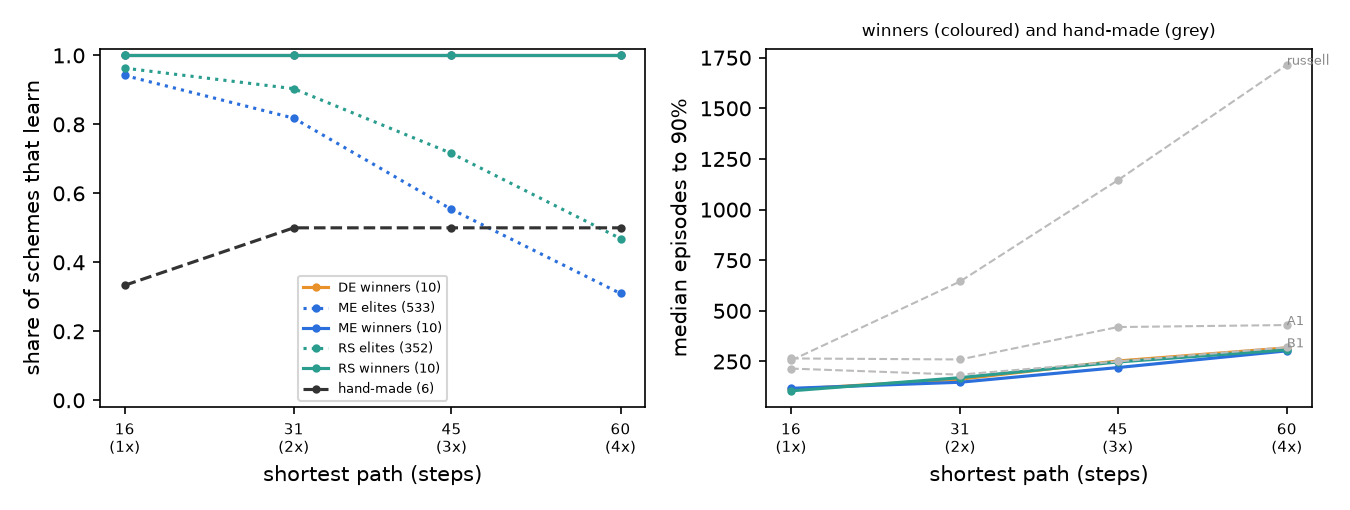 share of schemes that learn
1.0
0.8
0.6
0.4
0.2
0.0
DE winners (10)
ME elites (533)
ME winners (10)
RS elites (352)
RS winners (10)
hand-made (6)
16
(1x)
31
(2x)
45
(3x)
60
(4x)
shortest path (steps)
winners (coloured) and hand-made (grey)
median episodes to 90%
1750
1500
1250
1000
750
500
250
russell
A1
B1
16
(1x)
31
(2x)
45
(3x)
60
(4x)
shortest path (steps)